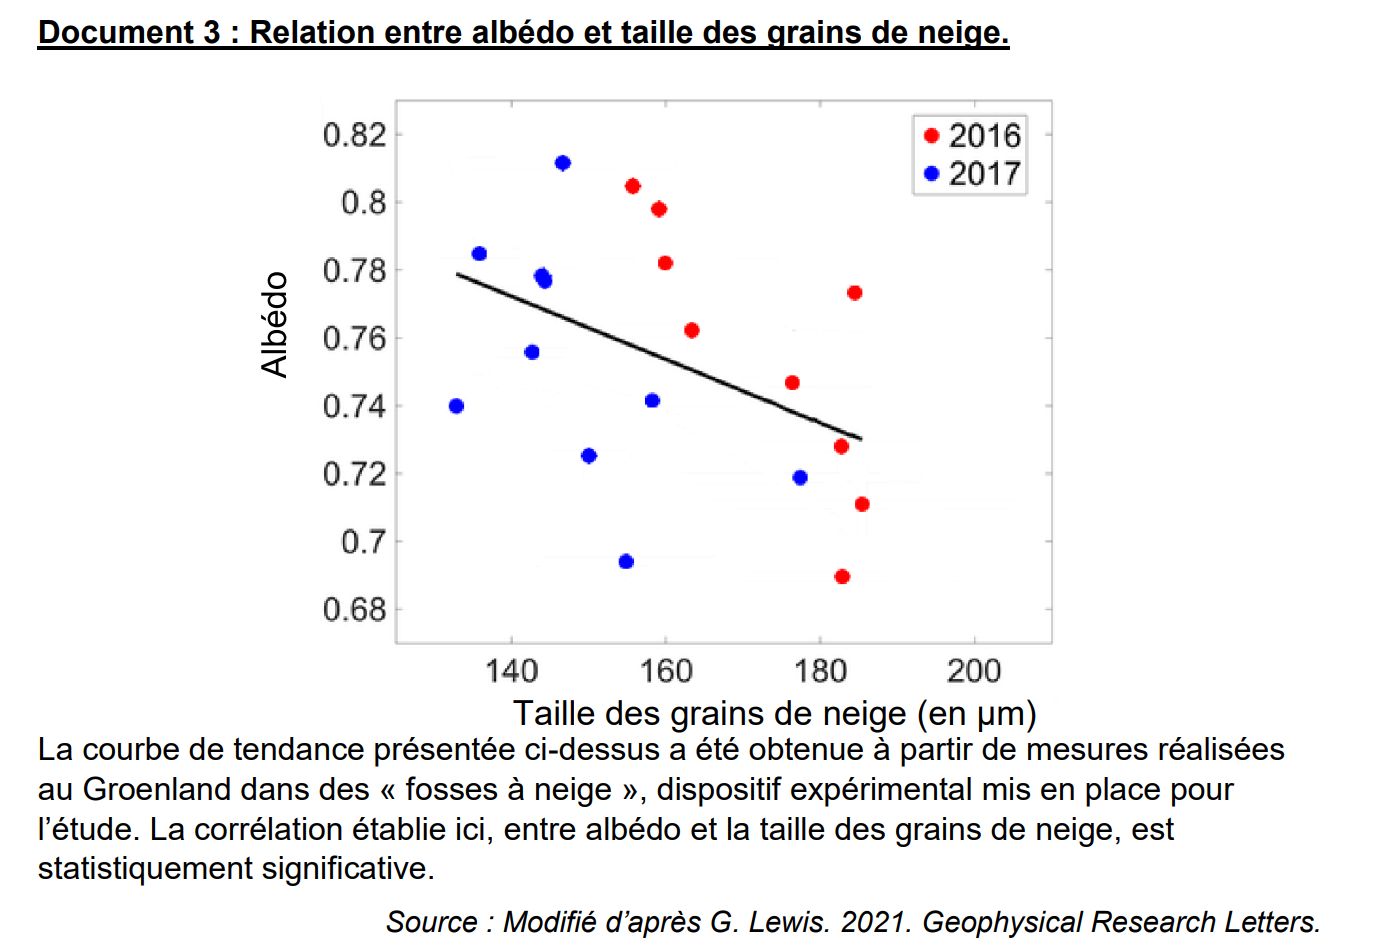 Document 3 : Relation entre albédo et taille des grains de neige.
2016
2017
0.82
0.8
0.78
0.76
0.74
0.72
0.7
0.68
Albédo
140 160 180 200
Taille des grains de neige (en µm)
La courbe de tendance présentée ci-dessus a été obtenue à partir de mesures réalisées
au Groenland dans des « fosses à neige », dispositif expérimental mis en place pour
l’étude. La corrélation établie ici, entre albédo et la taille des grains de neige, est
statistiquement significative.
Source : Modifié d’après G. Lewis. 2021. Geophysical Research Letters.